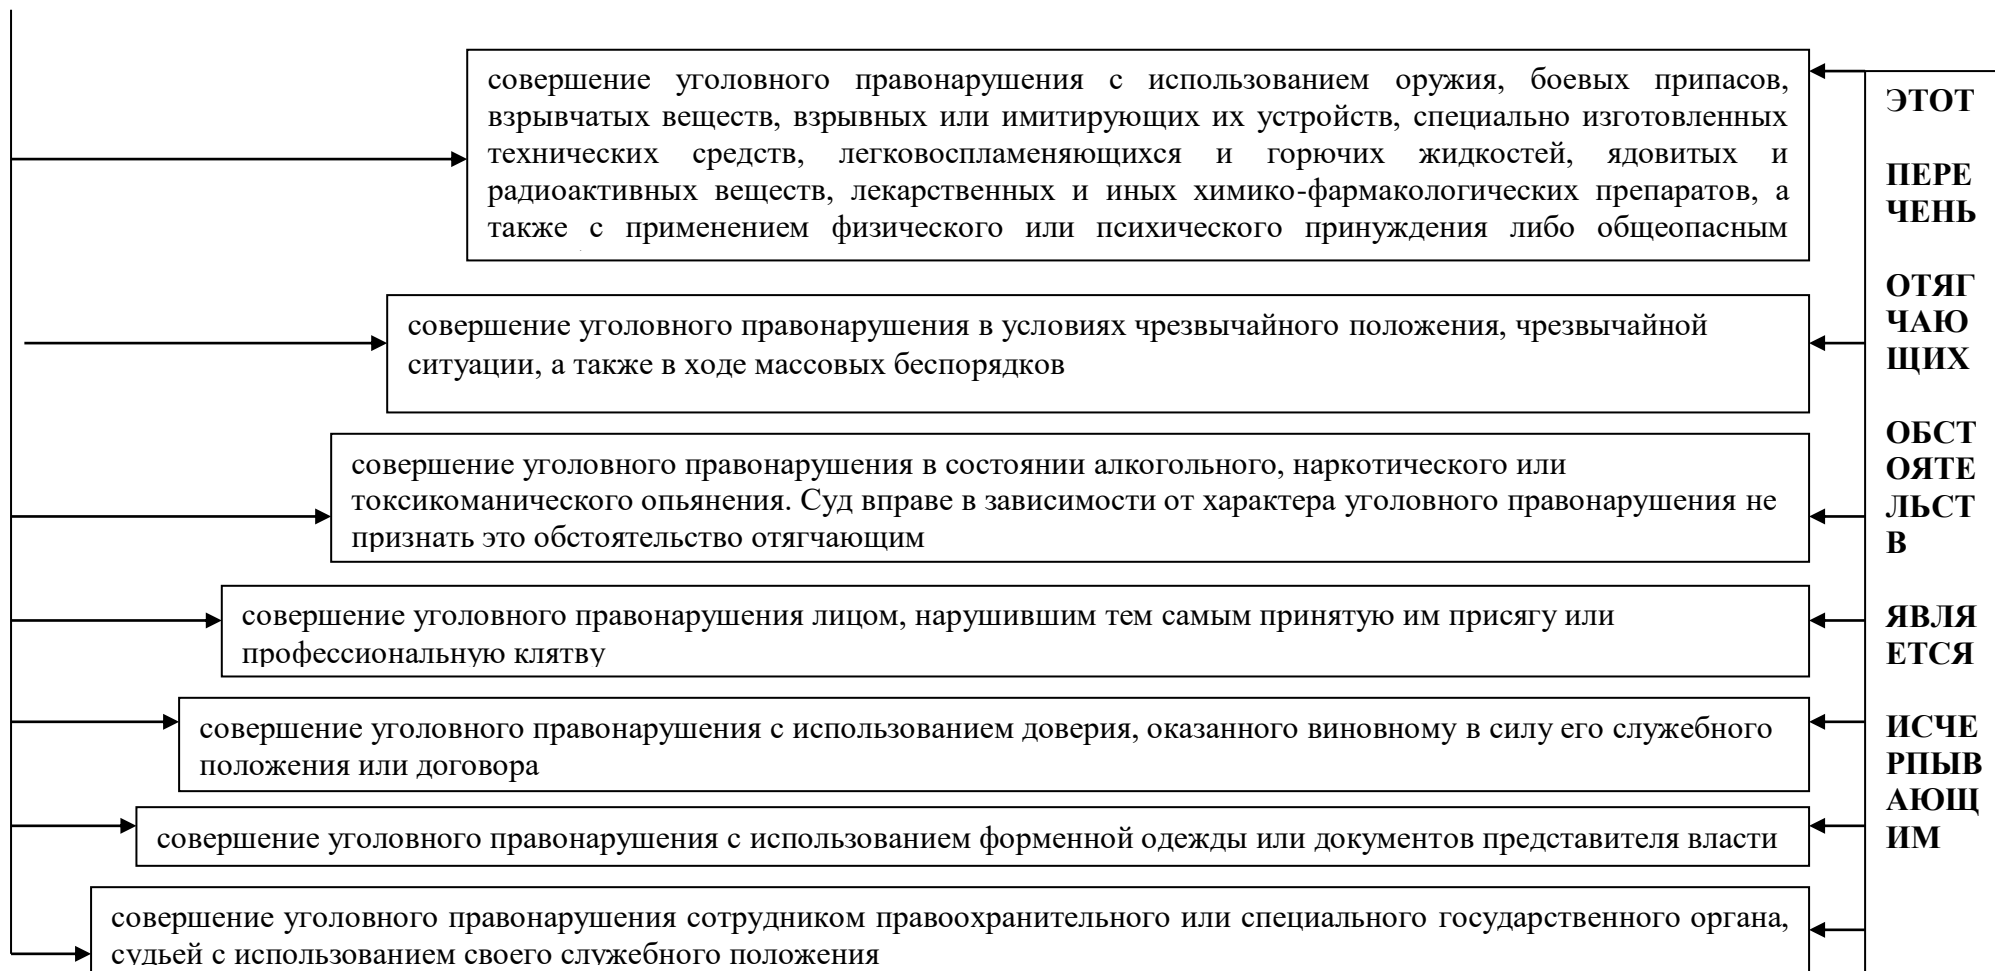 совершение уголовного правонарушения с использованием оружия, боевых припасов,
взрывчатых веществ, взрывных или имитирующих их устройств, специально изготовленных
технических средств, легковоспламеняющихся и горючих жидкостей, ядовитых и
радиоактивных веществ, лекарственных и иных химико-фармакологических препаратов, а
также с применением физического или психического принуждения либо общеопасным
совершение уголовного правонарушения в условиях чрезвычайного положения, чрезвычайной
ситуации, а также в ходе массовых беспорядков
совершение уголовного правонарушения в состоянии алкогольного, наркотического или
токсикоманического опьянения. Суд вправе в зависимости от характера уголовного правонарушения не
признать это обстоятельство отягчающим
совершение уголовного правонарушения лицом, нарушившим тем самым принятую им присягу или
профессиональную клятву
совершение уголовного правонарушения с использованием доверия, оказанного виновному в силу его служебного
положения или договора
совершение уголовного правонарушения с использованием форменной одежды или документов представителя власти
совершение уголовного правонарушения сотрудником правоохранительного или специального государственного органа,
судьей с использованием своего служебного положения
ЭТОТ
ПЕРЕ
ЧЕНЬ
ОТЯГ
ЧАЮ
ЩИХ
ОБСТ
ОЯТЕ
ЛЬСТ
В
ЯВЛЯ
ЕТСЯ
ИСЧЕ
РПЫВ
АЮЩ
ИМ